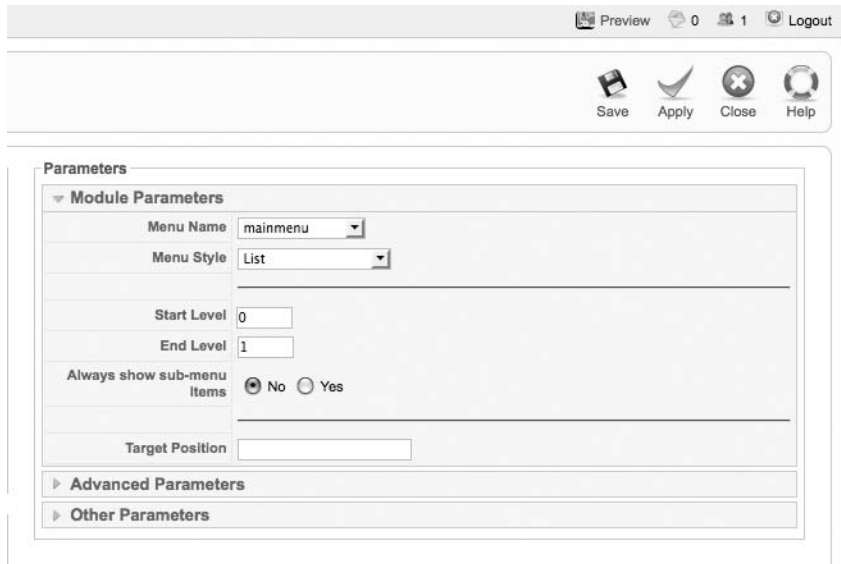 Preview 0 1 Logout
Save Apply Close Help
Parameters
Module Parameters
Menu Name mainmenu
Menu Style List
Start Level 0
End Level 1
Always show sub-menu
Items No Yes
Target Position
Advanced Parameters
Other Parameters